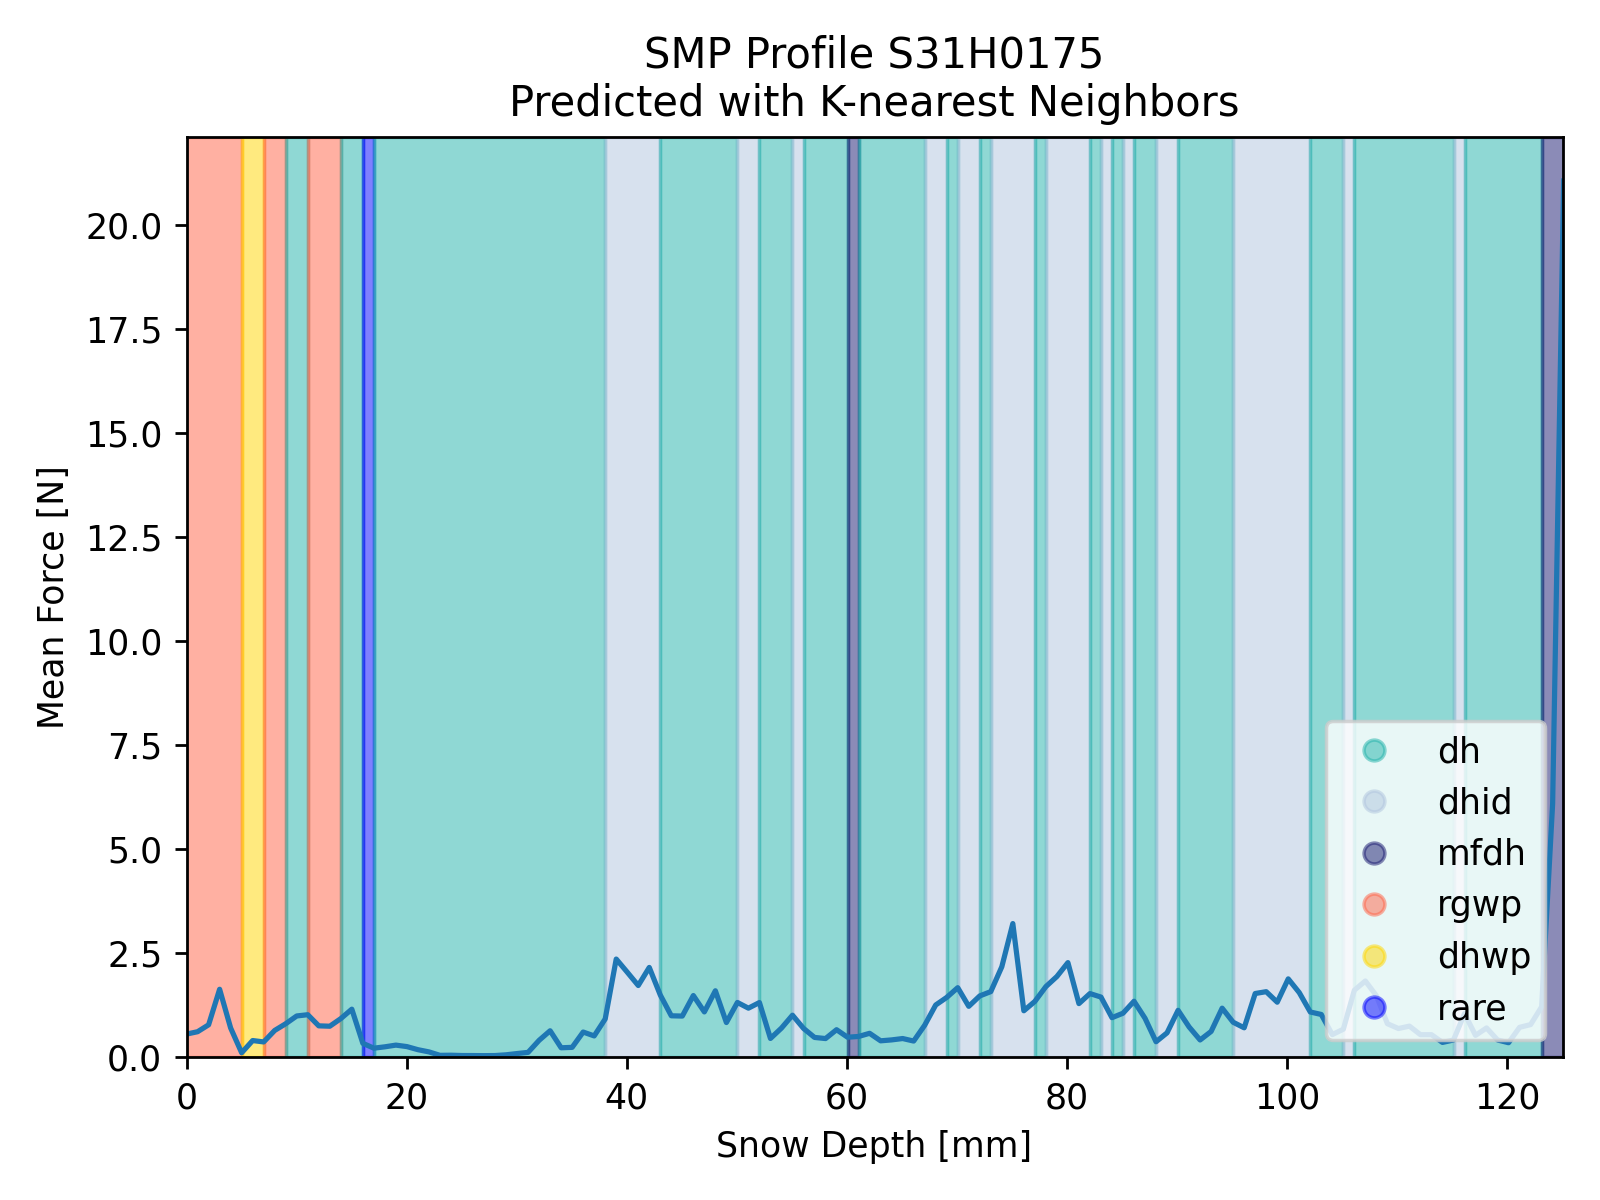 SMP Profile S31H0175
Predicted with K-nearest Neighbors
Mean Force [N]
20.0
17.5
15.0
12.5
10.0
7.5
5.0
2.5
0.0
dh
dhid
mfdh
rgwp
dhwp
rare
0 20 40 60 80 100 120
Snow Depth [mm]